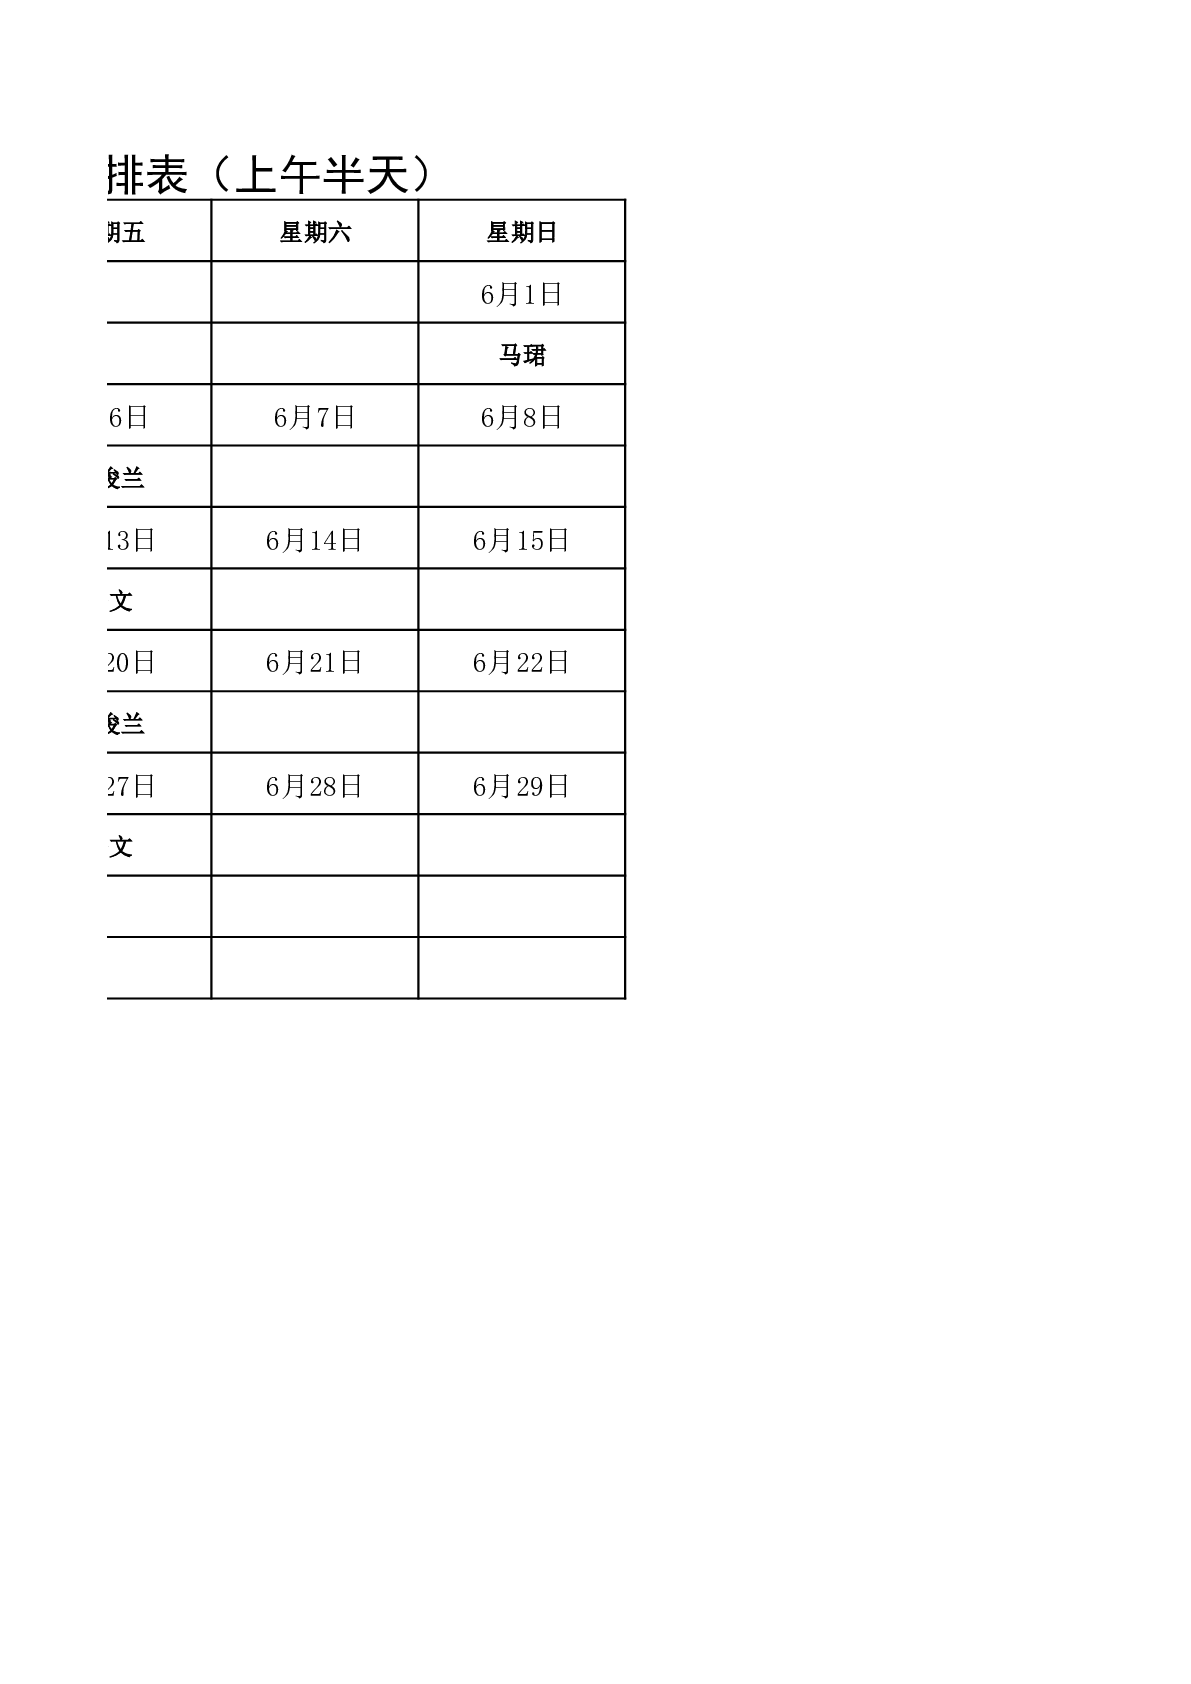 排表（上午半天）
期五 星期六 星期日
6月1日
马珺
6日 6月7日 6月8日
兰
13日 6月14日 6月15日
文
20日 6月21日 6月22日
兰
27日 6月28日 6月29日
文